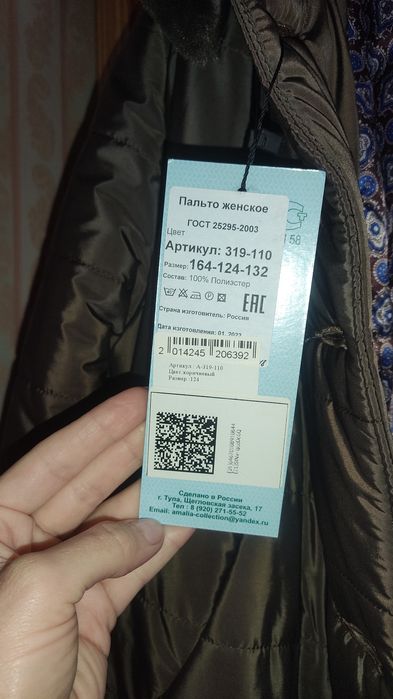 Пальто женское
ГОСТ 25295-2003
Цвет
58
Артикул: 319-110
Размер: 164-124-132
Состав: 100% Полиэстер
ЕАС
Страна изготовитель: Россия
Дата изготовления: 01. 2022
2 014245 206392
Артикул : А-319-110
Цвет коричневый
Размер: 124
Сделано в России
г. Тула, Щегловская засека, 17
Тел : 8 (920) 271-55-52
Email: amalia-collection@yandex.ru